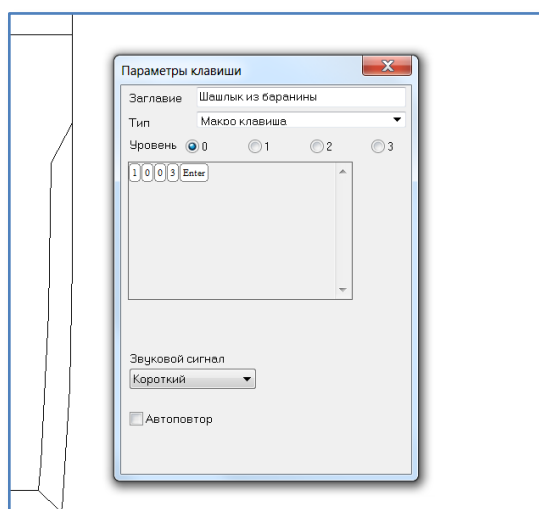 Параметры клавиши
Заглавие Шашлык из баранины
Тип Макро клавиша
Уровень 0 1 2 3
1 0 0 3 Enter
Звуковой сигнал
Короткий
Автоповтор